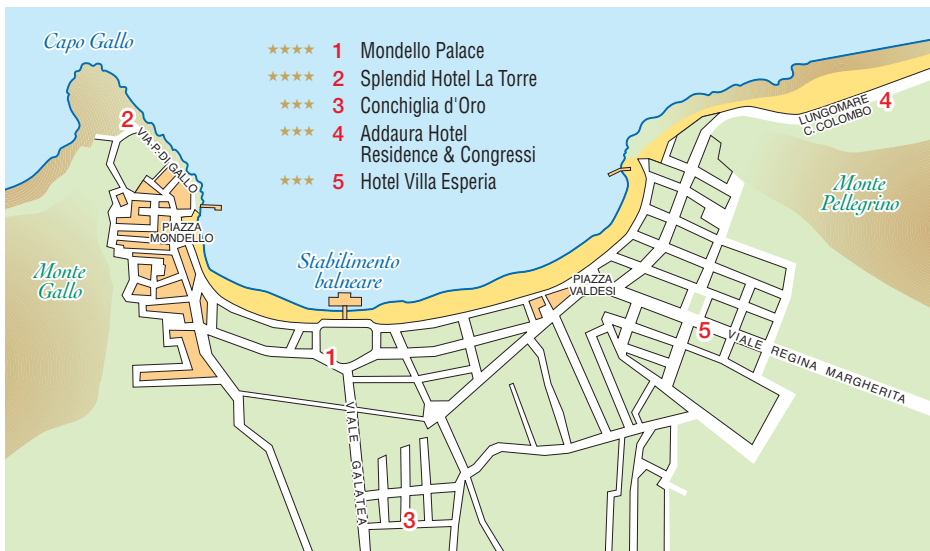 Capo Gallo
★★★★ 1 Mondello Palace
★★★★ 2 Splendid Hotel La Torre
★★★ 3 Conchiglia d'Oro
★★★ 4 Addaura Hotel
Residence & Congressi
★★★ 5 Hotel Villa Esperia
2
VIA P. DI GALLO
4
LUNGOMARE
C. COLOMBO
Monte
Pellegrino
PIAZZA
MONDELLO
Monte
Gallo
Stabilimento
balneare
PIAZZA
VALDESI
1
5
VIALE REGINA MARGHERITA
VIALE GALATEA
3